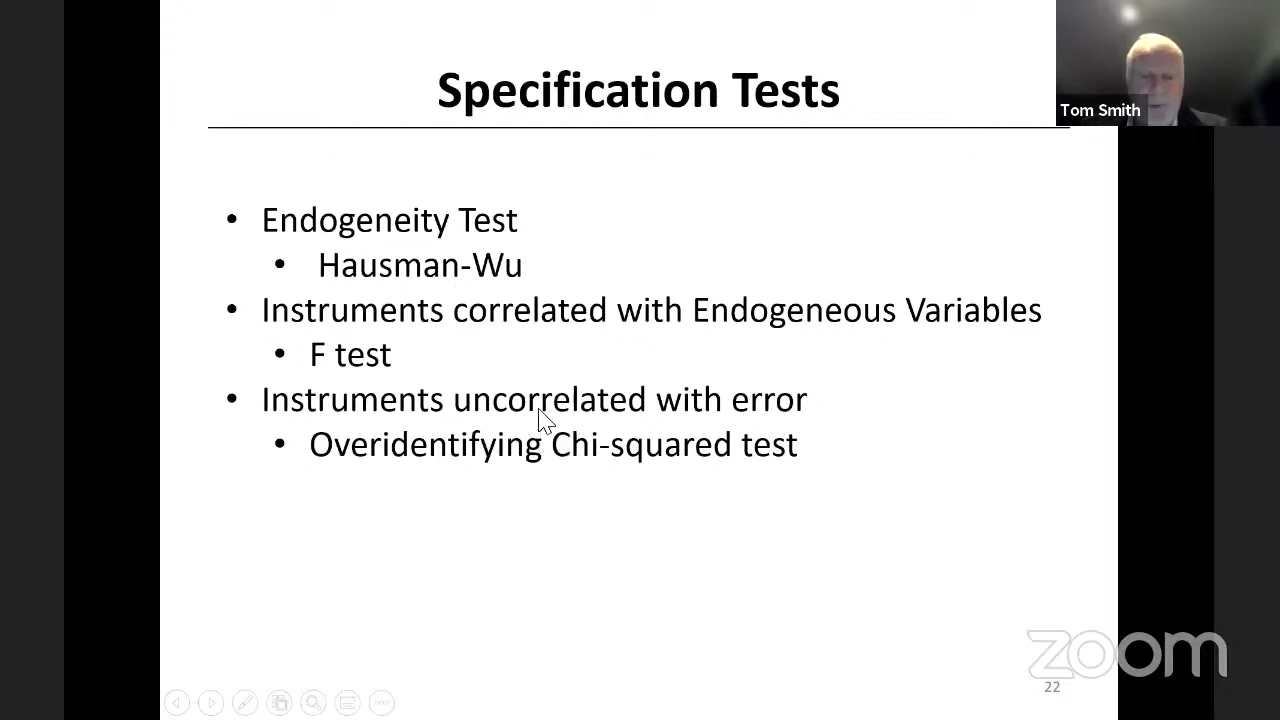 Specification Tests
Tom Smith
• Endogeneity Test
• Hausman-Wu
• Instruments correlated with Endogeneous Variables
• F test
• Instruments uncorrelated with error
• Overidentifying Chi-squared test
zoom
22